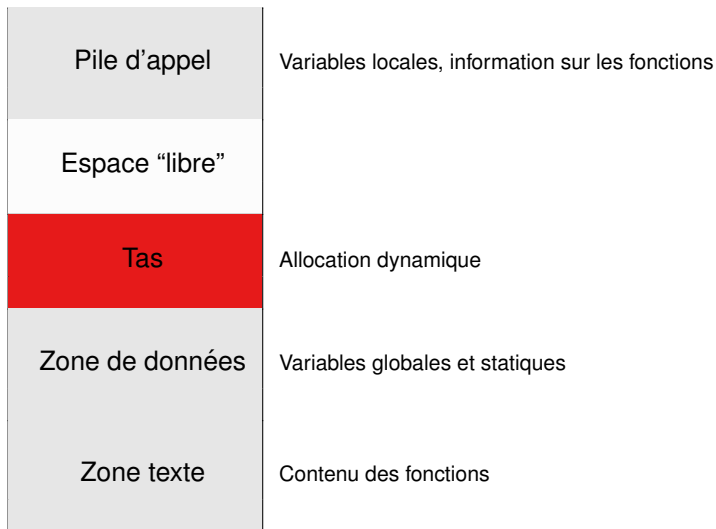 Pile d'appel
Variables locales, information sur les fonctions
Espace “libre”
Tas
Allocation dynamique
Zone de données
Variables globales et statiques
Zone texte
Contenu des fonctions